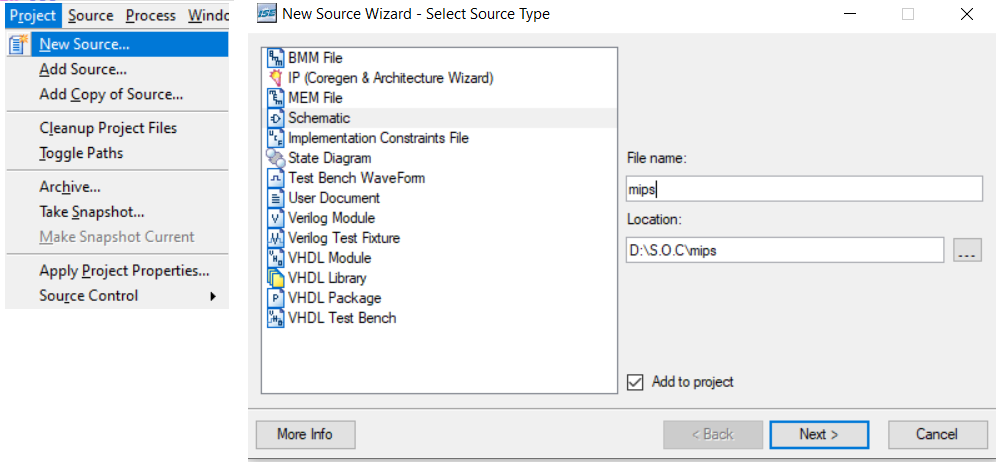 Project Source Process Windo
New Source...
Add Source...
Add Copy of Source...
Cleanup Project Files
Toggle Paths
Archive...
Take Snapshot...
Make Snapshot Current
Apply Project Properties...
Source Control
ISE New Source Wizard - Select Source Type
BMM File
IP (Coregen & Architecture Wizard)
MEM File
Schematic
Implementation Constraints File
State Diagram
Test Bench WaveForm
User Document
Verilog Module
Verilog Test Fixture
VHDL Module
VHDL Library
VHDL Package
VHDL Test Bench
File name:
mips
Location:
D:\S.O.C\mips
...
Add to project
More Info
< Back
Next >
Cancel